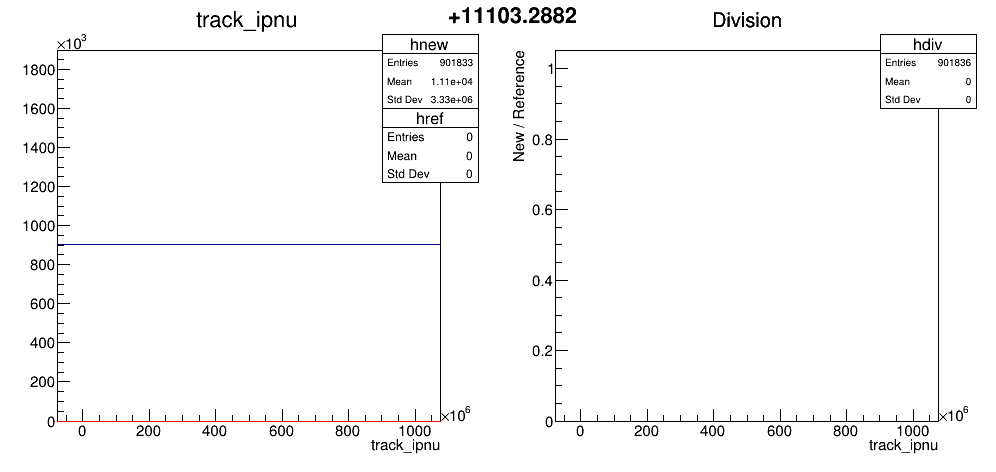 +11103.2882
track_ipnu
×10³
1800
1600
1400
1200
1000
800
600
400
200
0
0 200 400 600 800 1000
×10⁶
track_ipnu
hnew
Entries 901833
Mean 1.11e+04
Std Dev 3.33e+06
href
Entries 0
Mean 0
Std Dev 0
Division
New / Reference
1
0.8
0.6
0.4
0.2
0
0 200 400 600 800 1000
×10⁶
track_ipnu
hdiv
Entries 901836
Mean 0
Std Dev 0